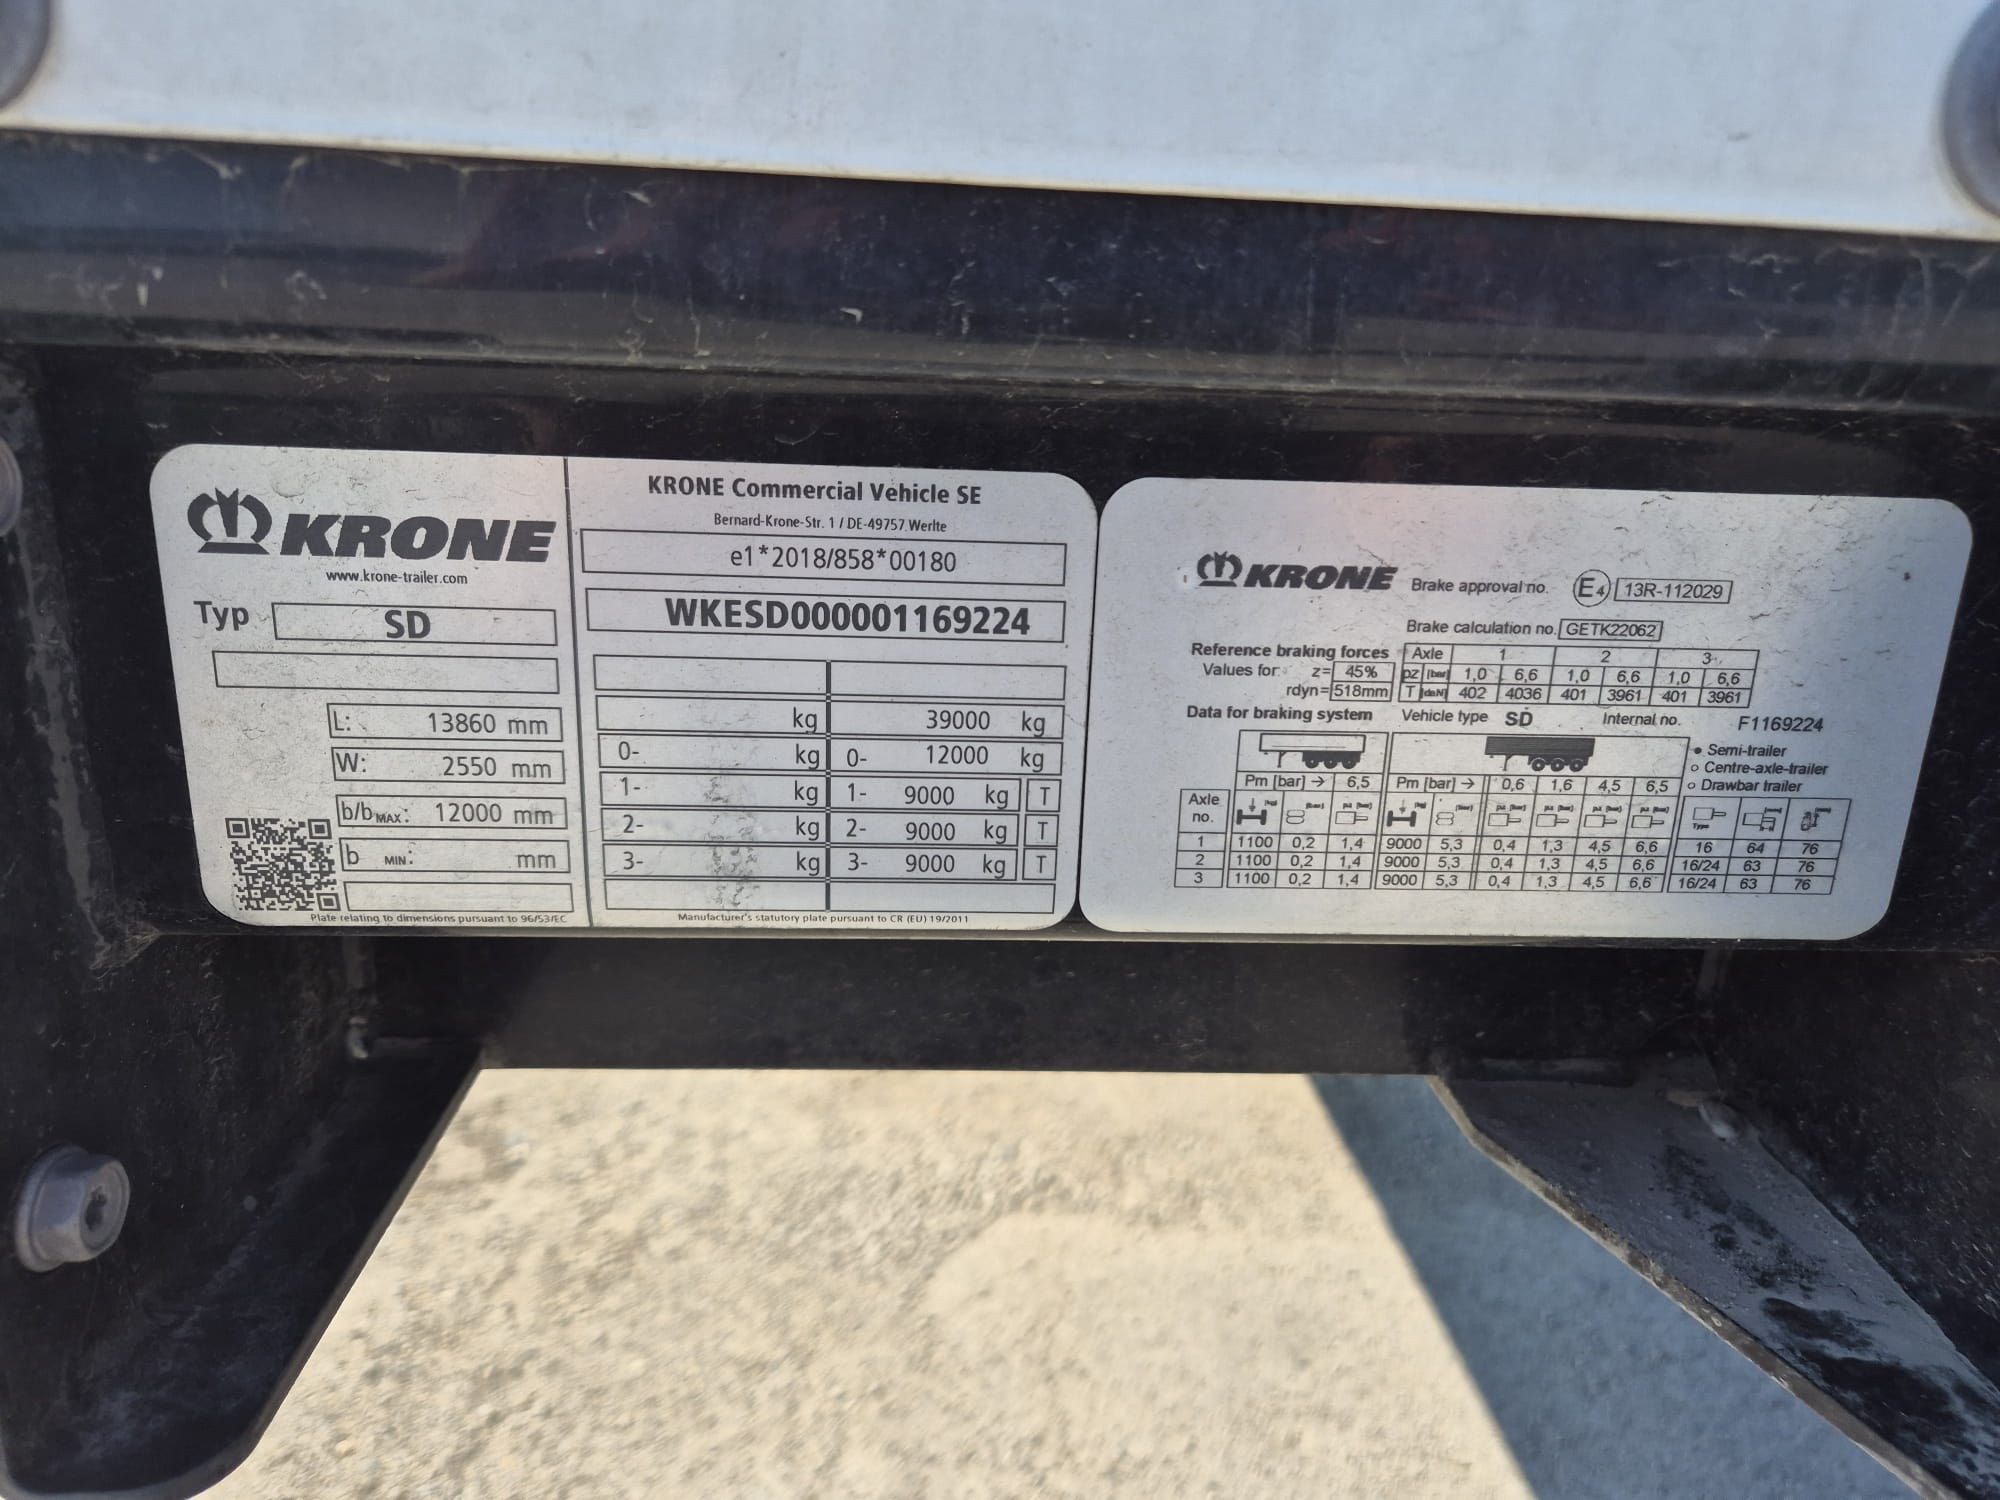 KRONE
www.krone-trailer.com
Typ SD
L: 13860 mm
W: 2550 mm
b/b MAX: 12000 mm
b MIN: mm
Plate relating to dimensions pursuant to 96/53/EC
KRONE Commercial Vehicle SE
Bernard-Krone-Str. 1 / DE-49757 Werlte
e1*2018/858*00180
WKESD000001169224
kg 39000 kg
0- kg 0- 12000 kg
1- kg 1- 9000 kg T
2- kg 2- 9000 kg T
3- kg 3- 9000 kg T
Manufacturer's statutory plate pursuant to CR (EU) 19/2011
KRONE Brake approval no. E4 13R-112029
Brake calculation no. GETK22062
Reference braking forces Axle 1 2 3
Values for z= 45% pz [bar] 1,0 6,6 1,0 6,6 1,0 6,6
rdyn= 518mm T [daN] 402 4036 401 3961 401 3961
Data for braking system Vehicle type SD Internal no. F1169224
Semi-trailer
Centre-axle-trailer
Drawbar trailer
Pm [bar] → 6,5 Pm [bar] → 0,6 1,6 4,5 6,5
Axle no.
1 1100 0,2 1,4 9000 5,3 0,4 1,3 4,5 6,6 16 64 76
2 1100 0,2 1,4 9000 5,3 0,4 1,3 4,5 6,6 16/24 63 76
3 1100 0,2 1,4 9000 5,3 0,4 1,3 4,5 6,6 16/24 63 76